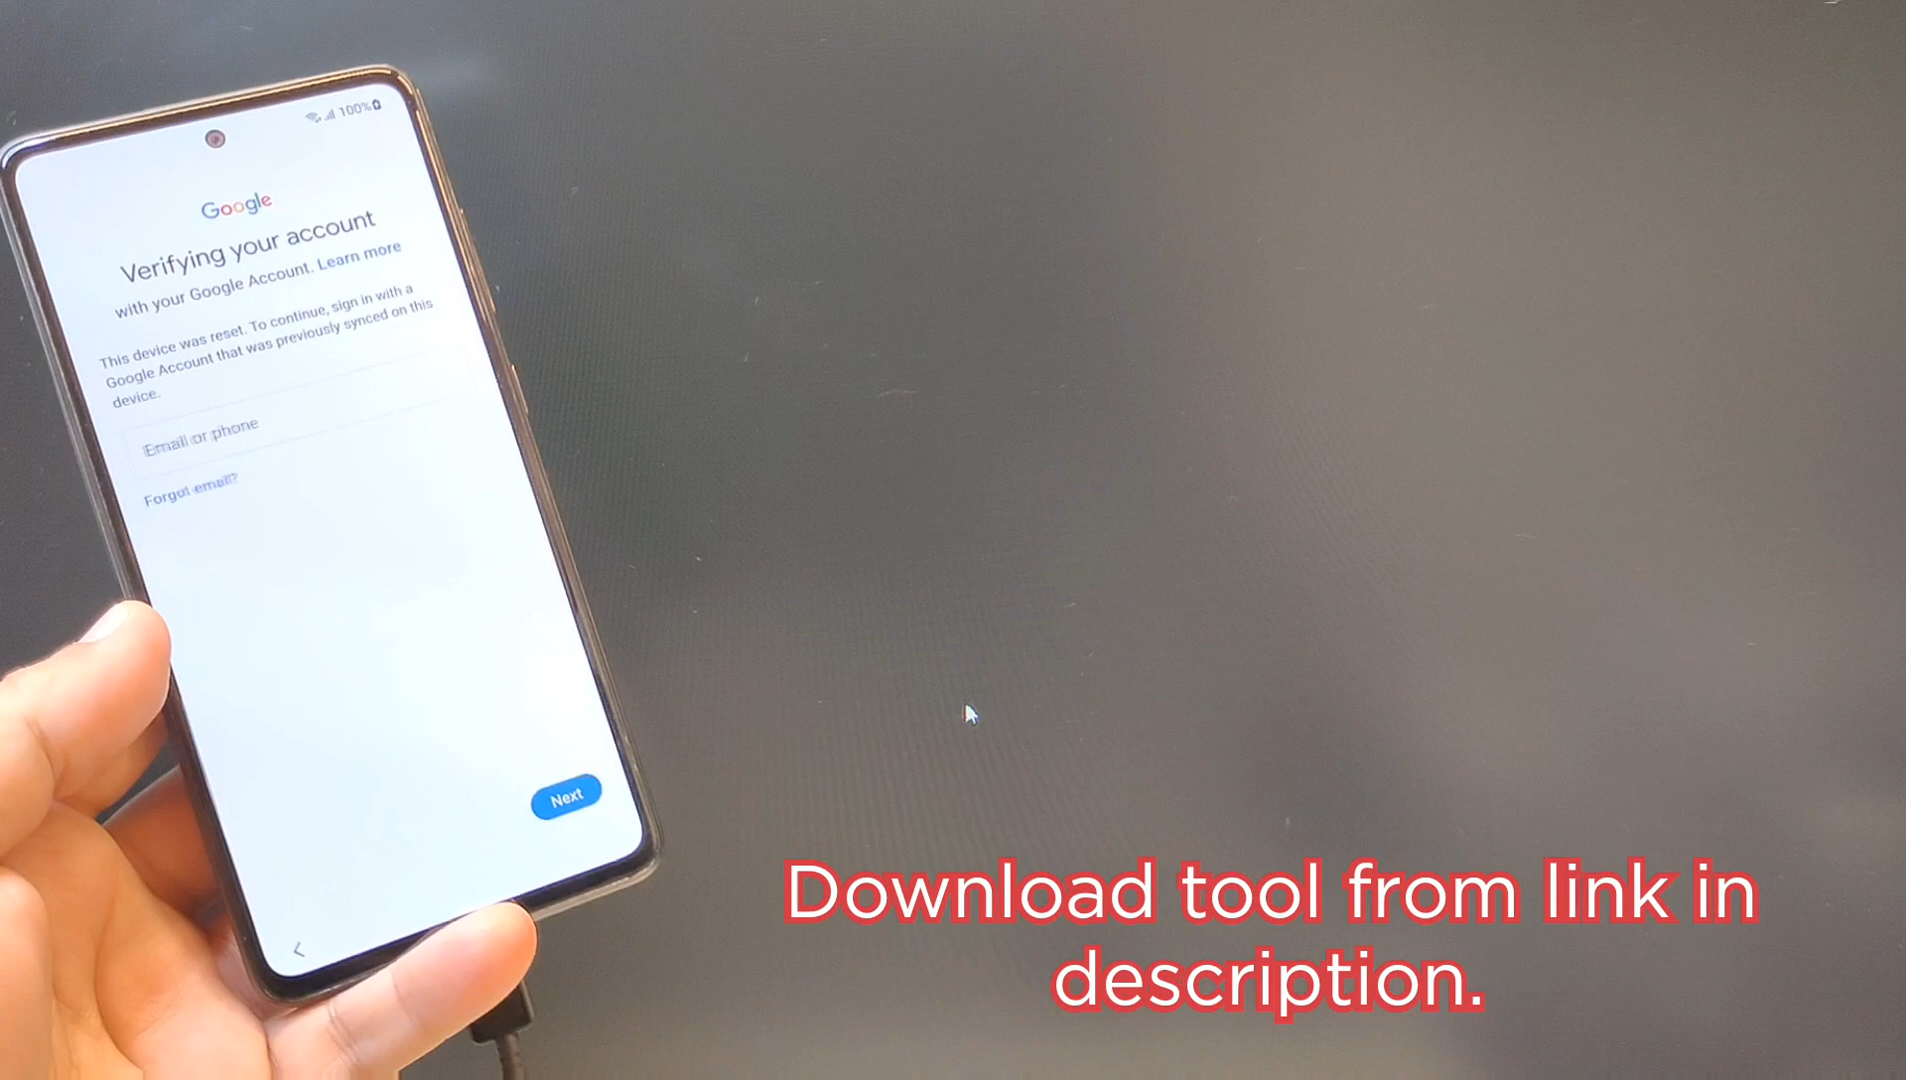 100%
Google
Verifying your account
with your Google Account. Learn more
This device was reset. To continue, sign in with a
Google Account that was previously synced on this
device.
Email or phone
Forgot email?
Next
Download tool from link in
description.